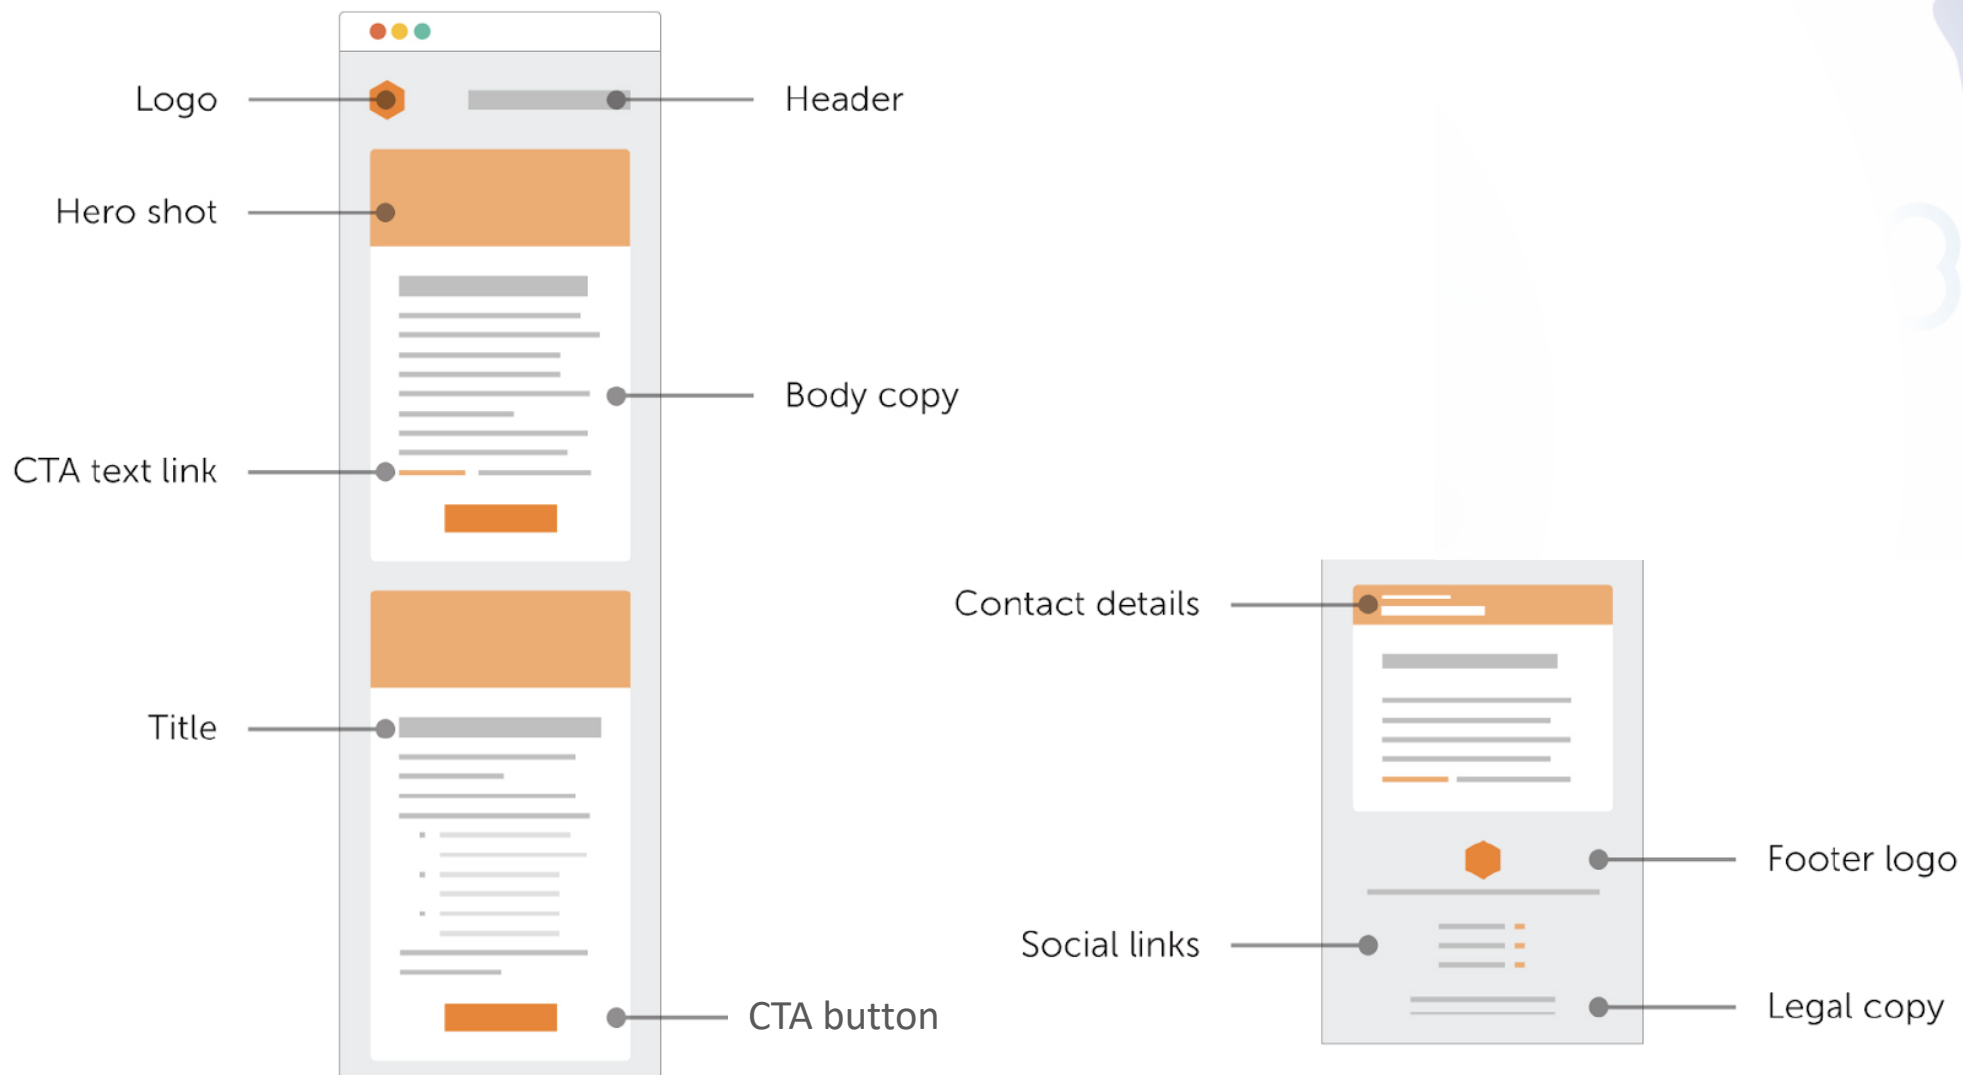 Logo
Header
Hero shot
Body copy
CTA text link
Title
CTA button
Contact details
Footer logo
Social links
Legal copy